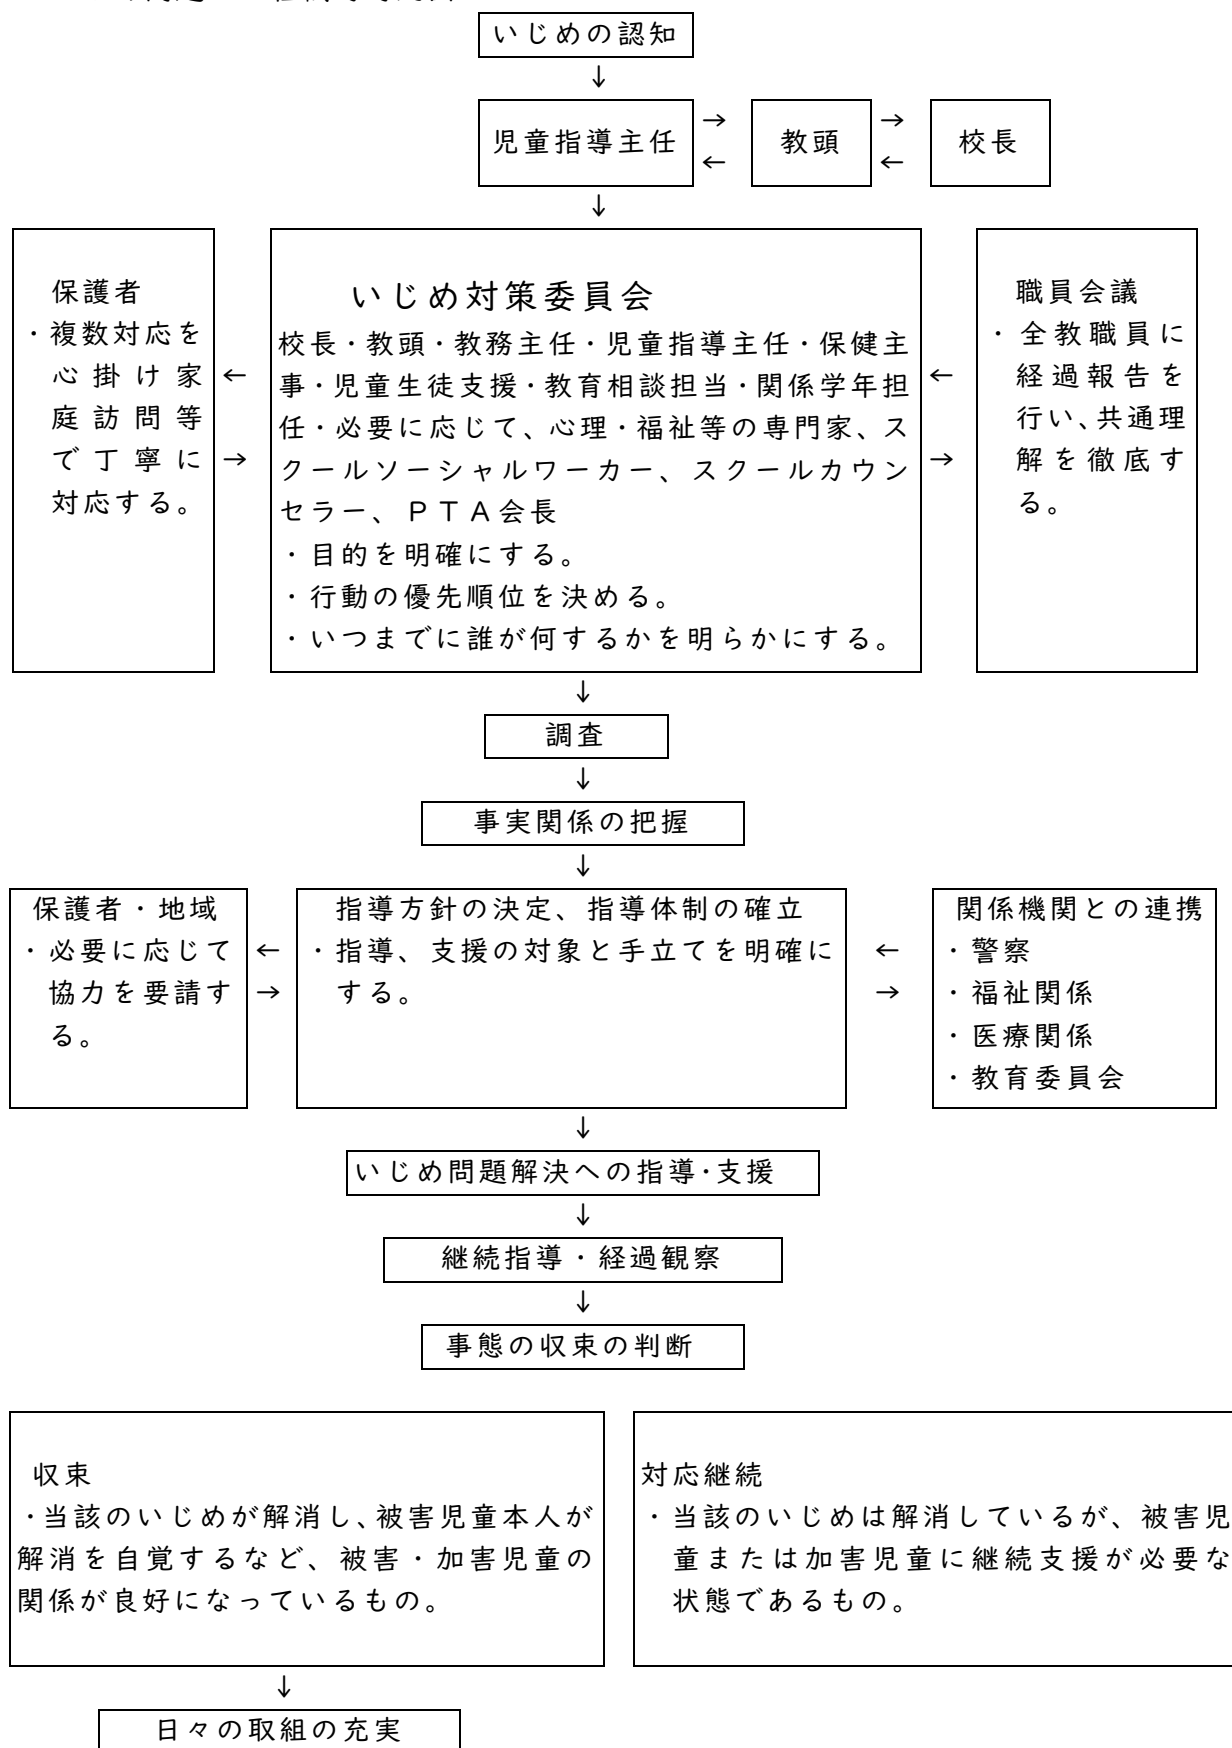 いじめの認知
↓
児童指導主任 → ← 教頭 → ← 校長
↓
保護者
・複数対応を
心掛け家
庭訪問等
で丁寧に
対応する。
←
→
いじめ対策委員会
校長・教頭・教務主任・児童指導主任・保健主
事・児童生徒支援・教育相談担当・関係学年担
任・必要に応じて、心理・福祉等の専門家、ス
クールソーシャルワーカー、スクールカウン
セラー、PTA会長
・目的を明確にする。
・行動の優先順位を決める。
・いつまでに誰が何するかを明らかにする。
←
→
職員会議
・全教職員に
経過報告を
行い、共通理
解を徹底す
る。
↓
調査
↓
事実関係の把握
↓
保護者・地域
・必要に応じて
協力を要請す
る。
←
→
指導方針の決定、指導体制の確立
・指導、支援の対象と手立てを明確に
する。
←
→
関係機関との連携
・警察
・福祉関係
・医療関係
・教育委員会
↓
いじめ問題解決への指導・支援
↓
継続指導・経過観察
↓
事態の収束の判断
収束
・当該のいじめが解消し、被害児童本人が
解消を自覚するなど、被害・加害児童の
関係が良好になっているもの。
対応継続
・当該のいじめは解消しているが、被害児
童または加害児童に継続支援が必要な
状態であるもの。
↓
日々の取組の充実